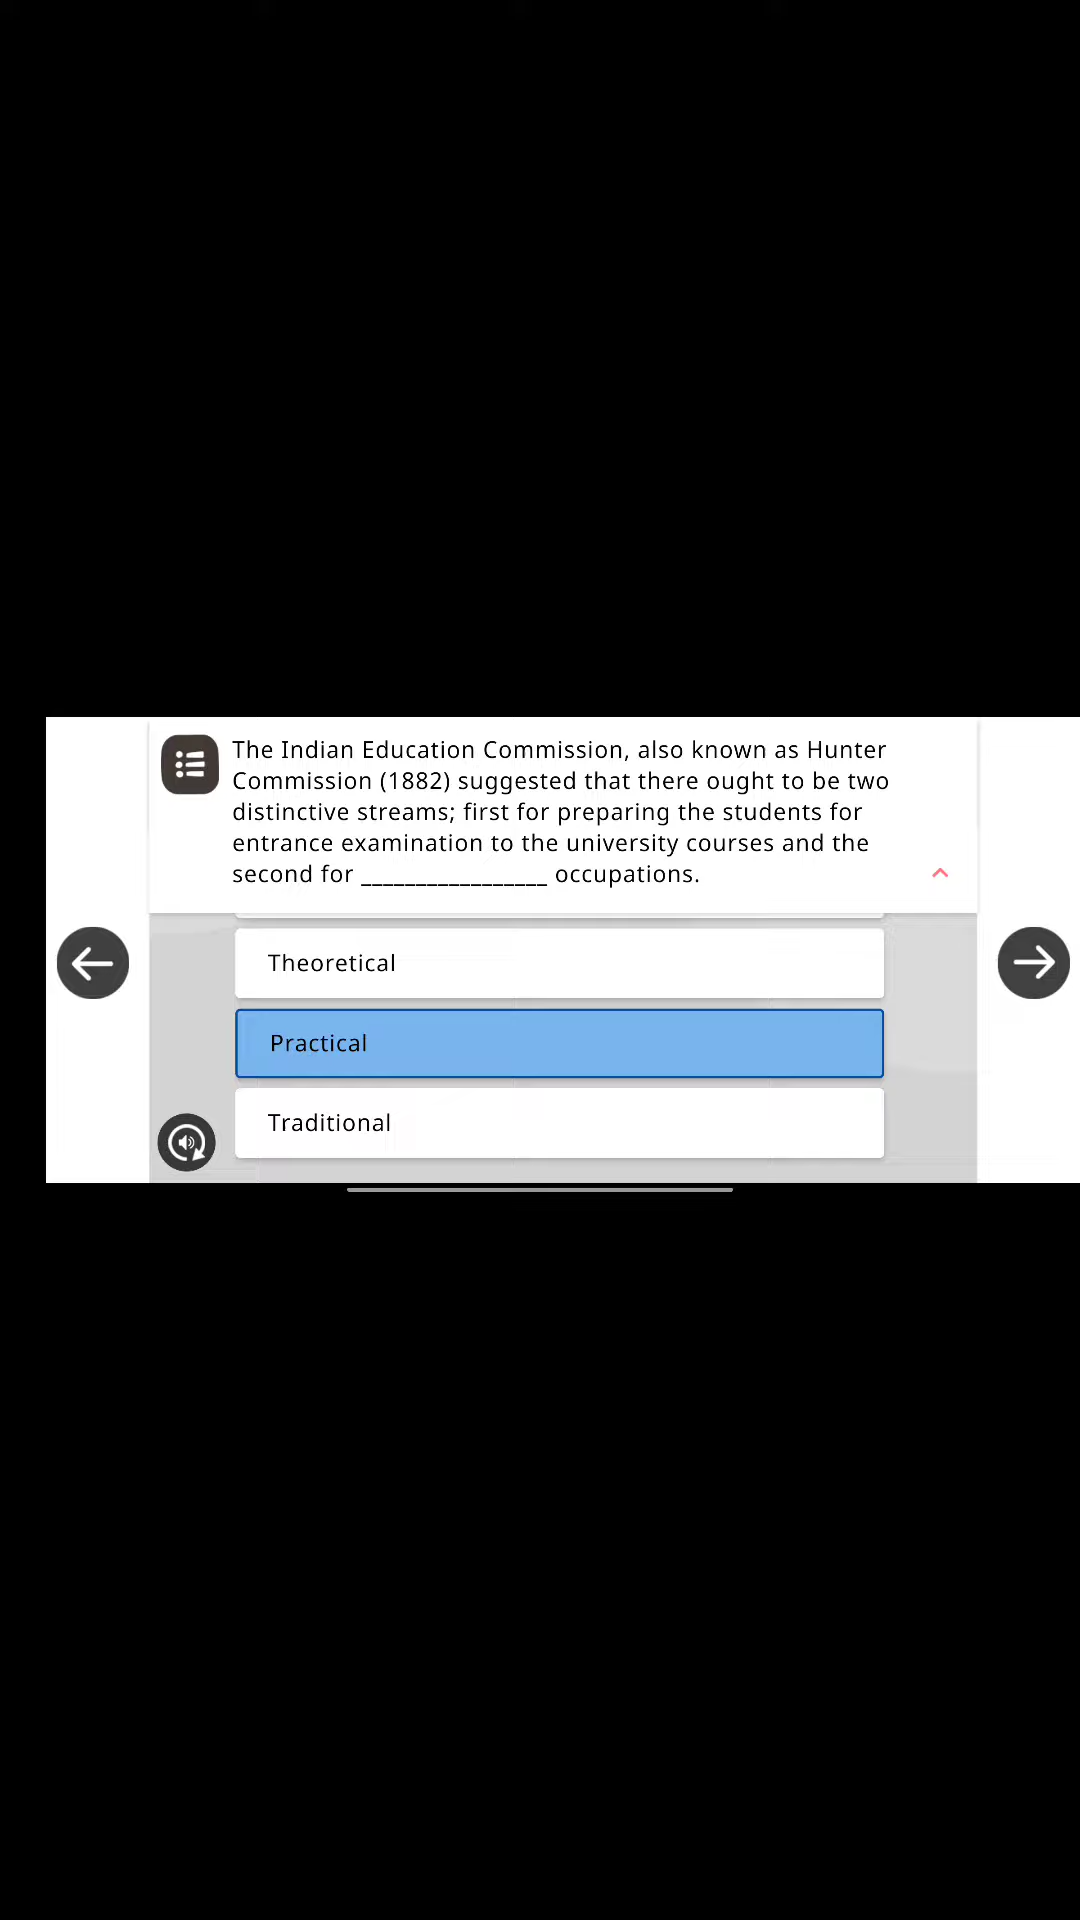 The Indian Education Commission, also known as Hunter
Commission (1882) suggested that there ought to be two
distinctive streams; first for preparing the students for
entrance examination to the university courses and the
second for _________________ occupations.
Theoretical
Practical
Traditional